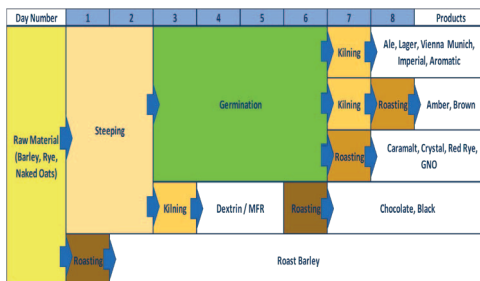 Day Number 1 2 3 4 5 6 7 8 Products
Raw Material
(Barley, Rye,
Naked Oats)
Steeping
Germination
Kilning
Ale, Lager, Vienna Munich,
Imperial, Aromatic
Kilning
Roasting
Amber, Brown
Roasting
Caramalt, Crystal, Red Rye,
GNO
Kilning
Dextrin / MFR
Roasting
Chocolate, Black
Roasting
Roast Barley